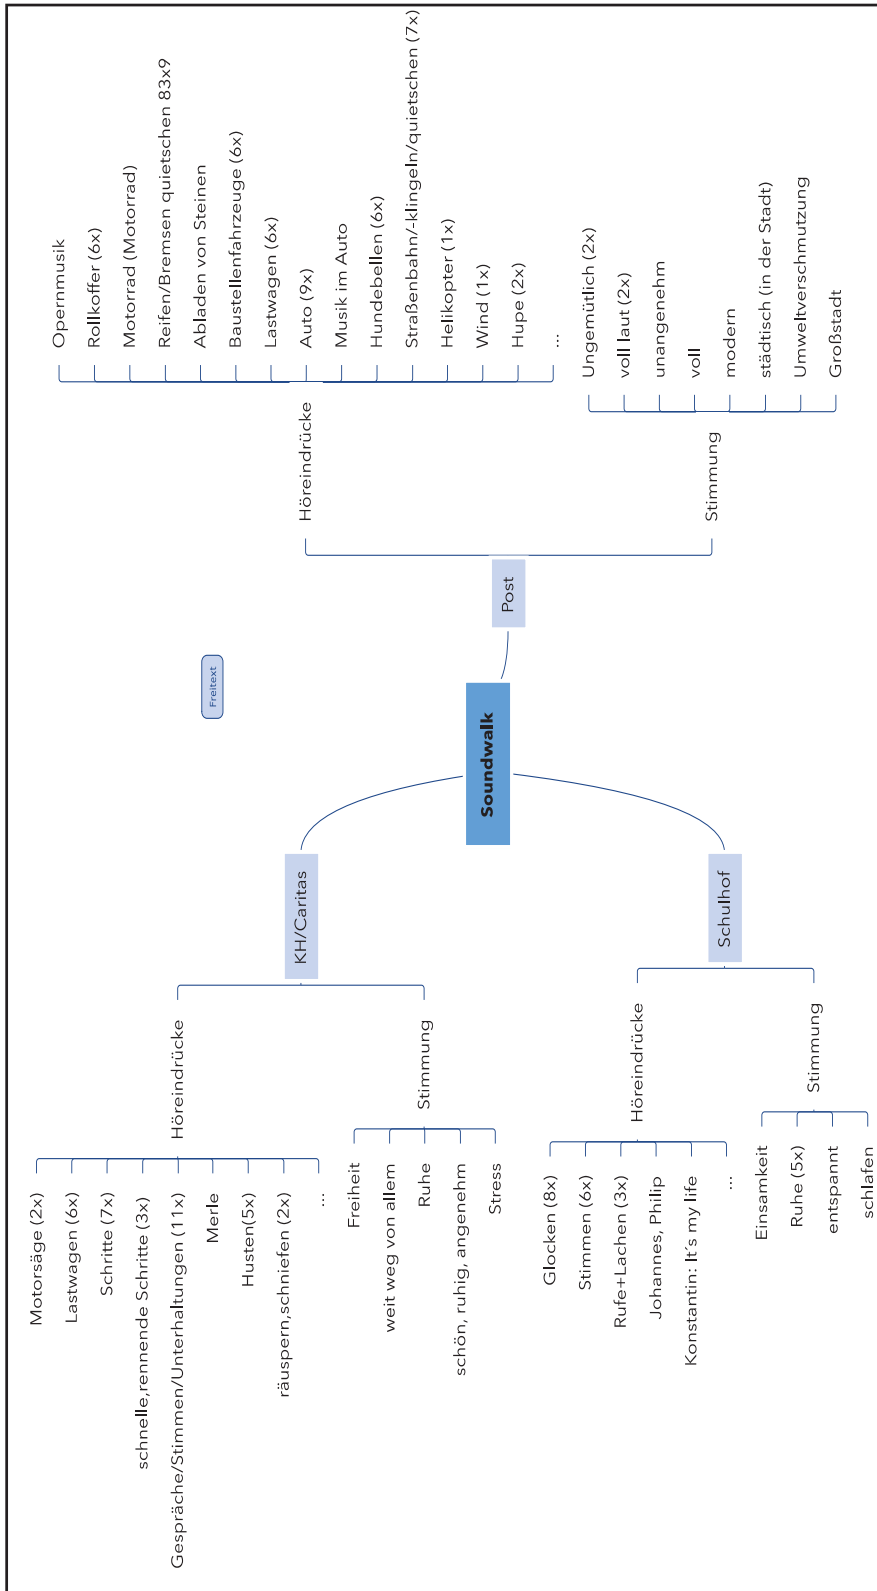 Freitext
Soundwalk
KH/Caritas
Höreindrücke
Motorsäge (2x)
Lastwagen (6x)
Schritte (7x)
schnelle,rennende Schritte (3x)
Gespräche/Stimmen/Unterhaltungen (11x)
Merle
Husten(5x)
räuspern,schniefen (2x)
...
Stimmung
Freiheit
weit weg von allem
Ruhe
schön, ruhig, angenehm
Stress
Schulhof
Höreindrücke
Glocken (8x)
Stimmen (6x)
Rufe+Lachen (3x)
Johannes, Philip
Konstantin: It´s my life
...
Stimmung
Einsamkeit
Ruhe (5x)
entspannt
schlafen
Post
Höreindrücke
Opernmusik
Rollkoffer (6x)
Motorrad (Motorrad)
Reifen/Bremsen quietschen 83x9
Abladen von Steinen
Baustellenfahrzeuge (6x)
Lastwagen (6x)
Auto (9x)
Musik im Auto
Hundebellen (6x)
Straßenbahn/-klingeln/quietschen (7x)
Helikopter (1x)
Wind (1x)
Hupe (2x)
...
Stimmung
Ungemütlich (2x)
voll laut (2x)
unangenehm
voll
modern
städtisch (in der Stadt)
Umweltverschmutzung
Großstadt